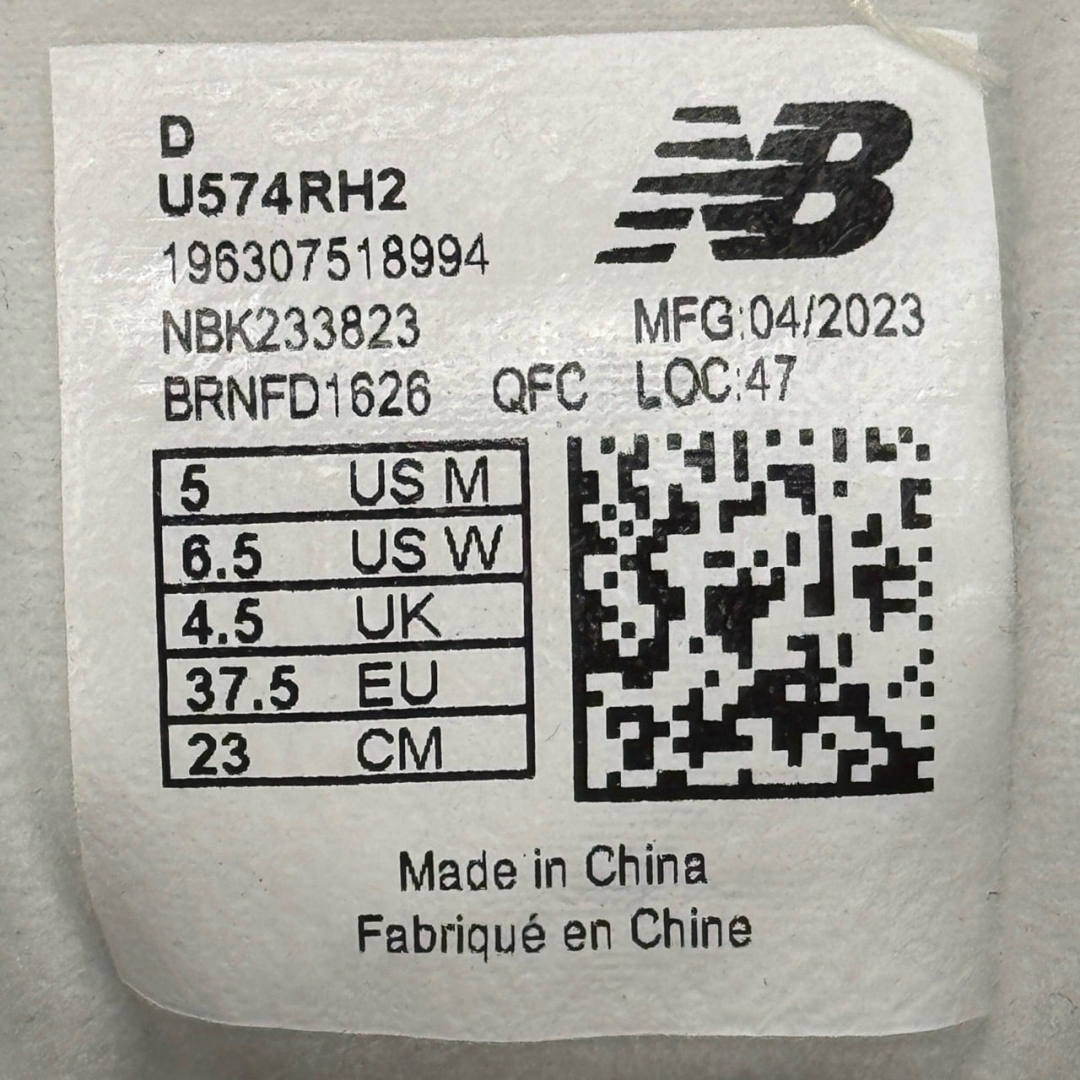 D
U574RH2
196307518994
NBK233823
BRNFD1626 QFC
NB
MFG:04/2023
LOC:47
5 US M
6.5 US W
4.5 UK
37.5 EU
23 CM
Made in China
Fabriqué en Chine